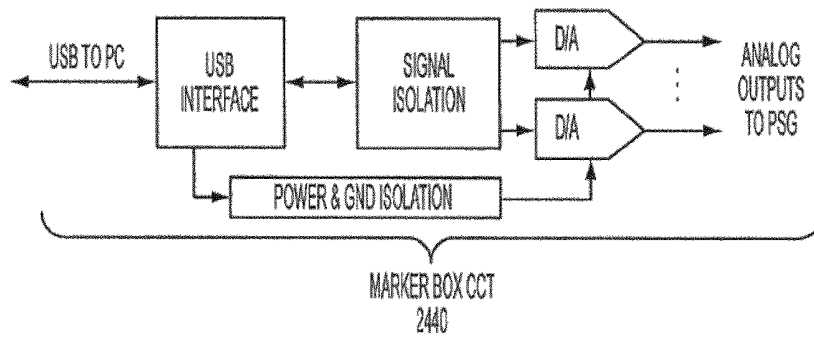 USB TO PC
USB
INTERFACE
SIGNAL
ISOLATION
D/A
D/A
ANALOG
OUTPUTS
TO PSG
POWER & GND ISOLATION
MARKER BOX CCT
2440